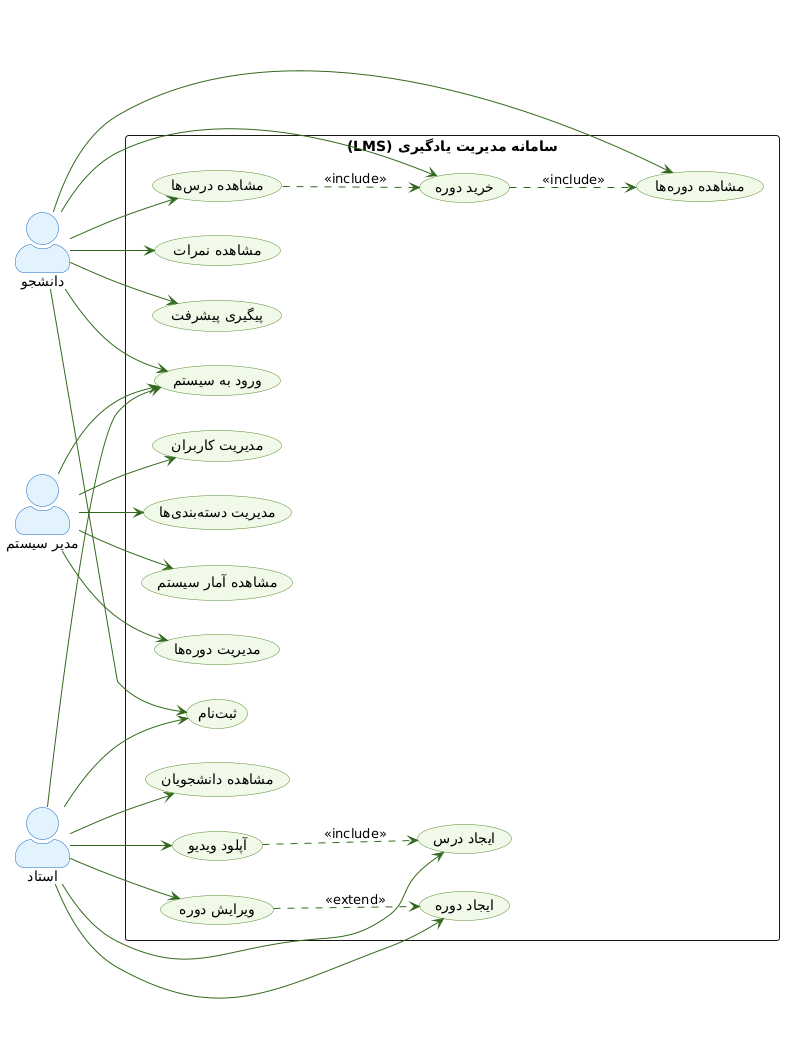 سامانه مدیریت یادگیری (LMS)
مشاهده درس‌ها
«include»
خرید دوره
«include»
مشاهده دوره‌ها
مشاهده نمرات
دانشجو
پیگیری پیشرفت
ورود به سیستم
مدیریت کاربران
مدیریت دسته‌بندی‌ها
مدیر سیستم
مشاهده آمار سیستم
مدیریت دوره‌ها
ثبت‌نام
مشاهده دانشجویان
آپلود ویدیو
«include»
ایجاد درس
استاد
ویرایش دوره
«extend»
ایجاد دوره